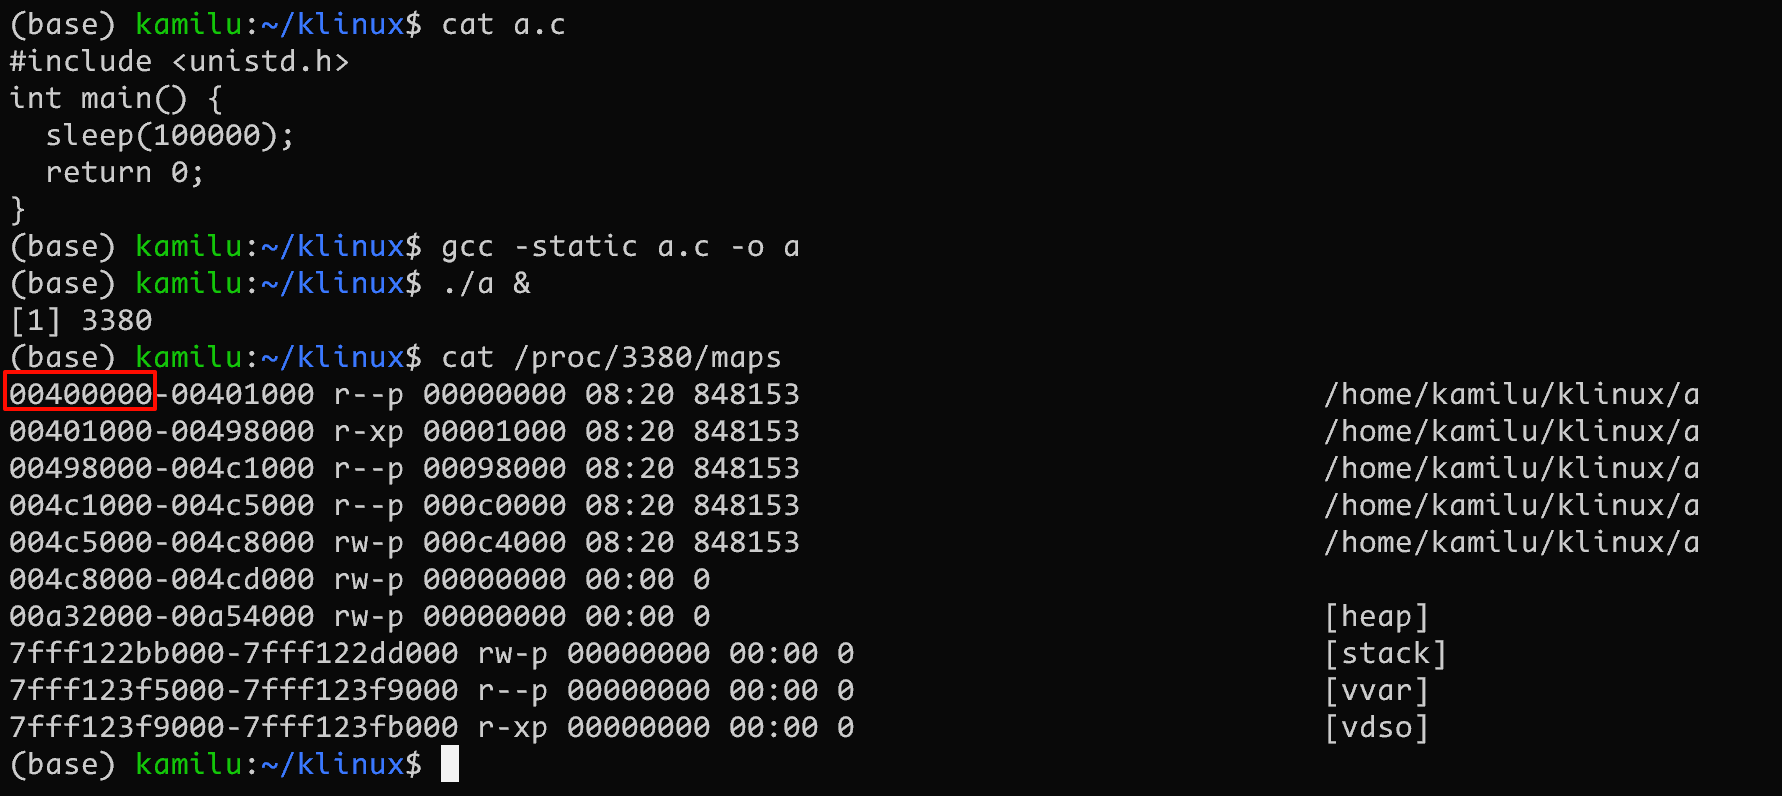 (base) kamilu:~/klinux$ cat a.c
#include <unistd.h>
int main() {
  sleep(100000);
  return 0;
}
(base) kamilu:~/klinux$ gcc -static a.c -o a
(base) kamilu:~/klinux$ ./a &
[1] 3380
(base) kamilu:~/klinux$ cat /proc/3380/maps
00400000-00401000 r--p 00000000 08:20 848153 /home/kamilu/klinux/a
00401000-00498000 r-xp 00001000 08:20 848153 /home/kamilu/klinux/a
00498000-004c1000 r--p 00098000 08:20 848153 /home/kamilu/klinux/a
004c1000-004c5000 r--p 000c0000 08:20 848153 /home/kamilu/klinux/a
004c5000-004c8000 rw-p 000c4000 08:20 848153 /home/kamilu/klinux/a
004c8000-004cd000 rw-p 00000000 00:00 0
00a32000-00a54000 rw-p 00000000 00:00 0 [heap]
7fff122bb000-7fff122dd000 rw-p 00000000 00:00 0 [stack]
7fff123f5000-7fff123f9000 r--p 00000000 00:00 0 [vvar]
7fff123f9000-7fff123fb000 r-xp 00000000 00:00 0 [vdso]
(base) kamilu:~/klinux$